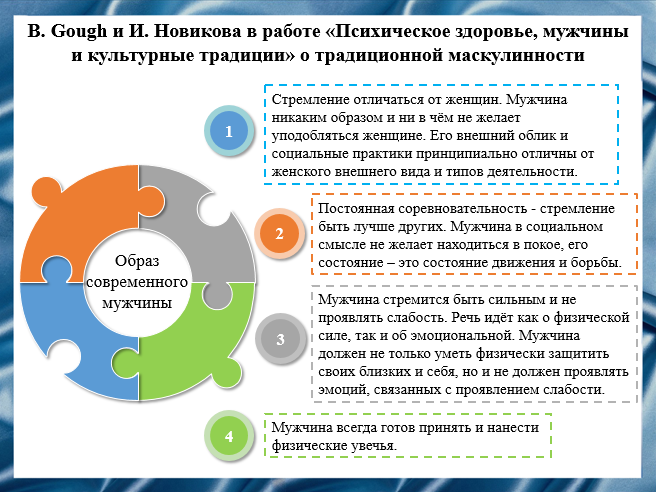 B. Gough и И. Новикова в работе «Психическое здоровье, мужчины
и культурные традиции» о традиционной маскулинности
1
Стремление отличаться от женщин. Мужчина
никаким образом и ни в чём не желает
уподобляться женщине. Его внешний облик и
социальные практики принципиально отличны от
женского внешнего вида и типов деятельности.
2
Постоянная соревновательность - стремление
быть лучше других. Мужчина в социальном
смысле не желает находиться в покое, его
состояние – это состояние движения и борьбы.
Образ
современного
мужчины
3
Мужчина стремится быть сильным и не
проявлять слабость. Речь идёт как о физической
силе, так и об эмоциональной. Мужчина
должен не только уметь физически защитить
своих близких и себя, но и не должен проявлять
эмоций, связанных с проявлением слабости.
4
Мужчина всегда готов принять и нанести
физические увечья.